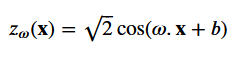 z_ω(𝐱) = √2 cos(ω. 𝐱 + b)